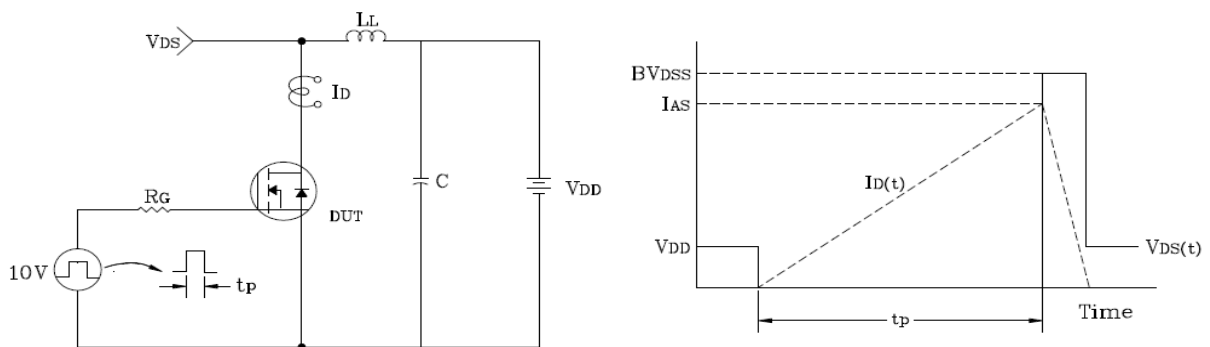 LL
VDS
ID
RG
C
VDD
DUT
10V
tp
BVDSS
IAS
ID(t)
VDD
VDS(t)
tp
Time